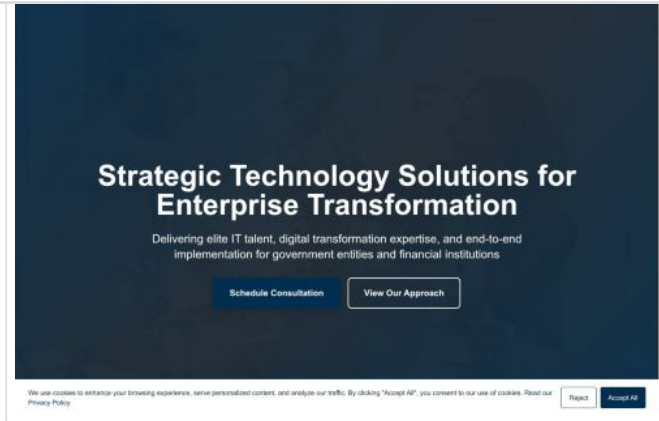 Strategic Technology Solutions for
Enterprise Transformation
Delivering elite IT talent, digital transformation expertise, and end-to-end
implementation for government entities and financial institutions
Schedule Consultation
View Our Approach
We use cookies to enhance your browsing experience, serve personalized content, and analyze our traffic. By clicking "Accept All", you consent to our use of cookies. Read our
Privacy Policy
Reject
Accept All